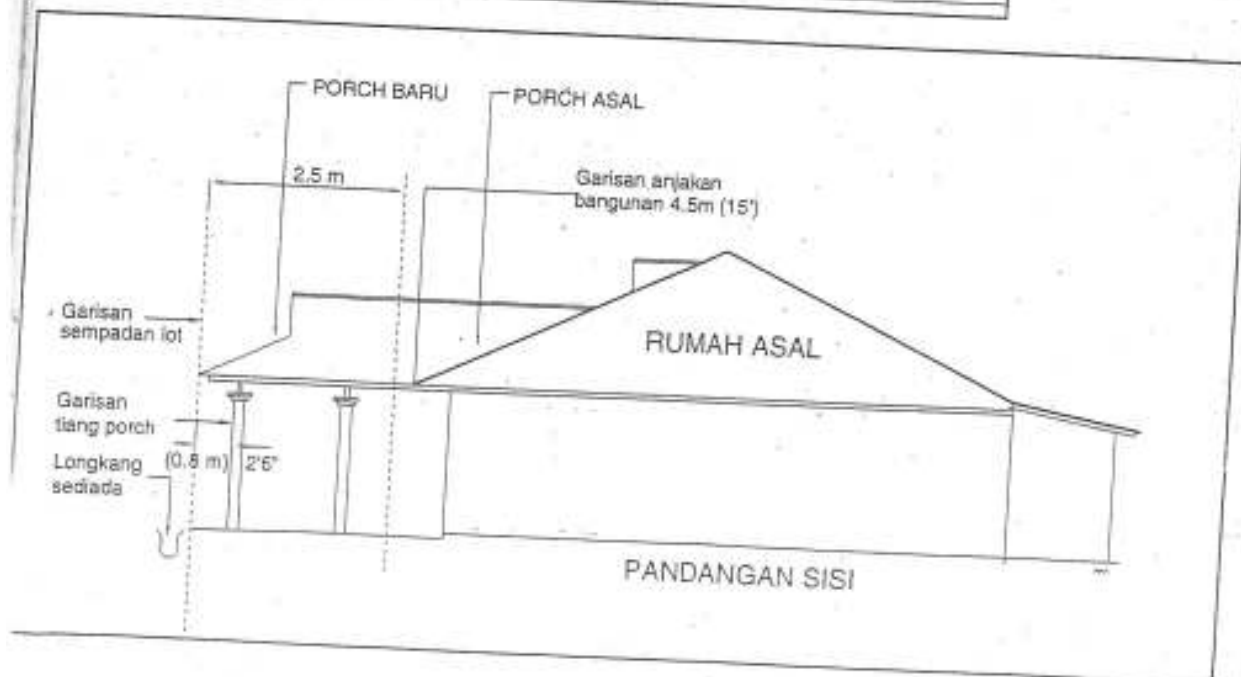 PORCH BARU
PORCH ASAL
2.5 m
Garisan anjakan
bangunan 4.5m (15')
Garisan
sempadan lot
RUMAH ASAL
Garisan
tiang porch
(0.8 m) 2'6"
Longkang
sediada
PANDANGAN SISI